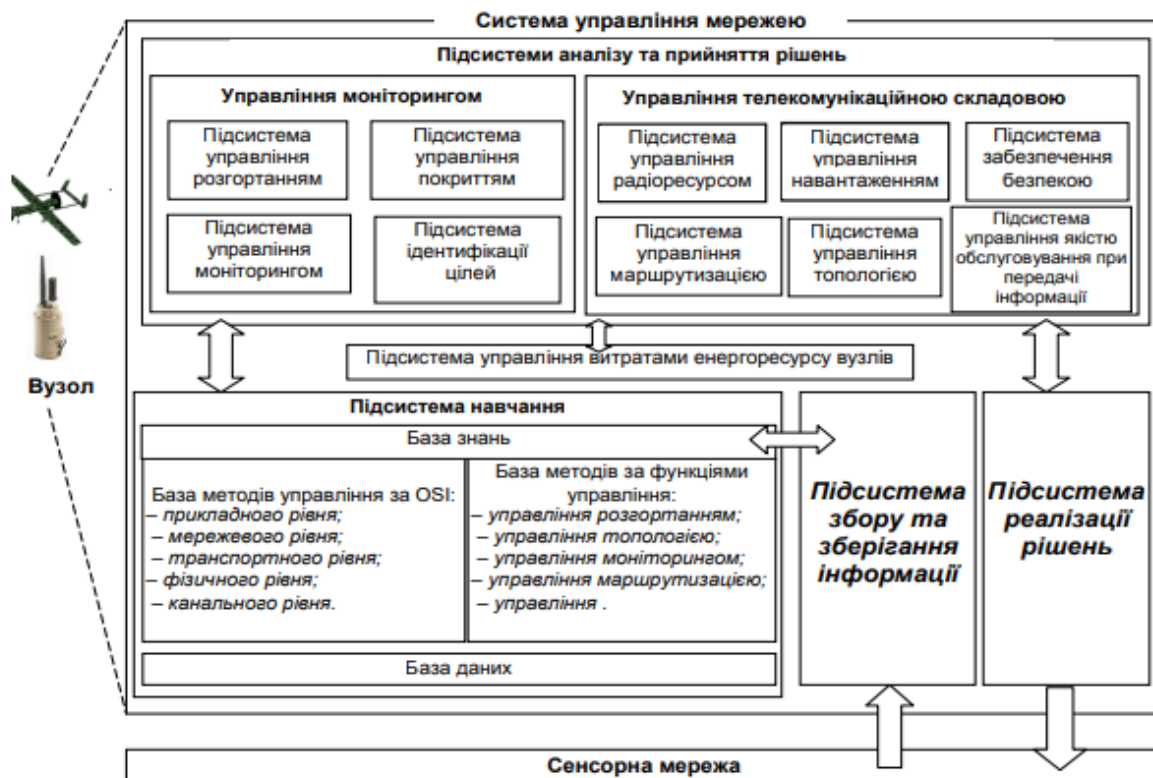 Система управління мережею
Підсистеми аналізу та прийняття рішень
Управління моніторингом
Підсистема
управління
розгортанням
Підсистема
управління
покриттям
Підсистема
управління
моніторингом
Підсистема
ідентифікації
цілей
Управління телекомунікаційною складовою
Підсистема
управління
радіоресурсом
Підсистема
управління
навантаженням
Підсистема
забезпечення
безпекою
Підсистема
управління
маршрутизацією
Підсистема
управління
топологією
Підсистема
управління якістю
обслуговування при
передачі
інформації
Вузол
Підсистема управління витратами енергоресурсу вузлів
Підсистема навчання
База знань
База методів управління за OSI:
– прикладного рівня;
– мережевого рівня;
– транспортного рівня;
– фізичного рівня;
– канального рівня.
База методів за функціями
управління:
– управління розгортанням;
– управління топологією;
– управління моніторингом;
– управління маршрутизацією;
– управління .
База даних
Підсистема
збору та
зберігання
інформації
Підсистема
реалізації
рішень
Сенсорна мережа